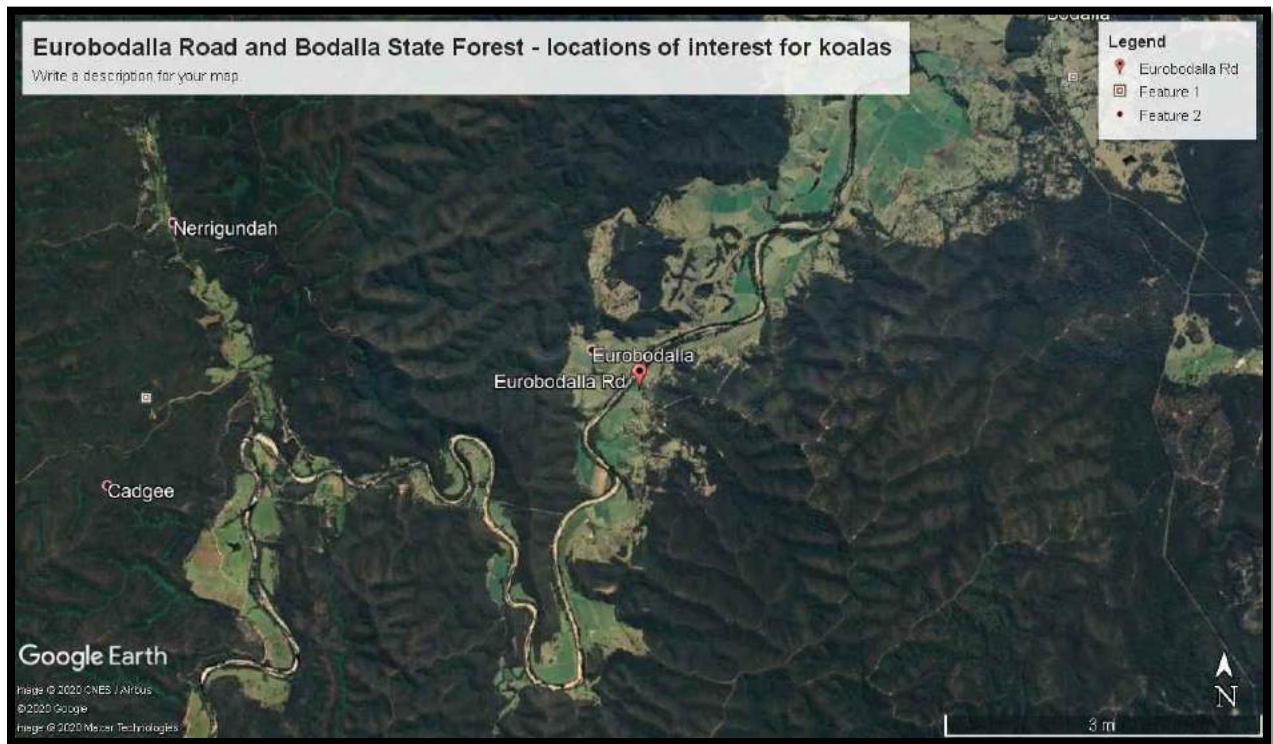 Bodalla
Eurobodalla Road and Bodalla State Forest - locations of interest for koalas
Write a description for your map.
Legend
Eurobodalla Rd
Feature 1
Feature 2
Nerrigundah
Eurobodalla
Eurobodalla Rd
Cadgee
Google Earth
Image © 2020 CNES / Airbus
© 2020 Google
Image © 2020 Maxar Technologies
N
3 m